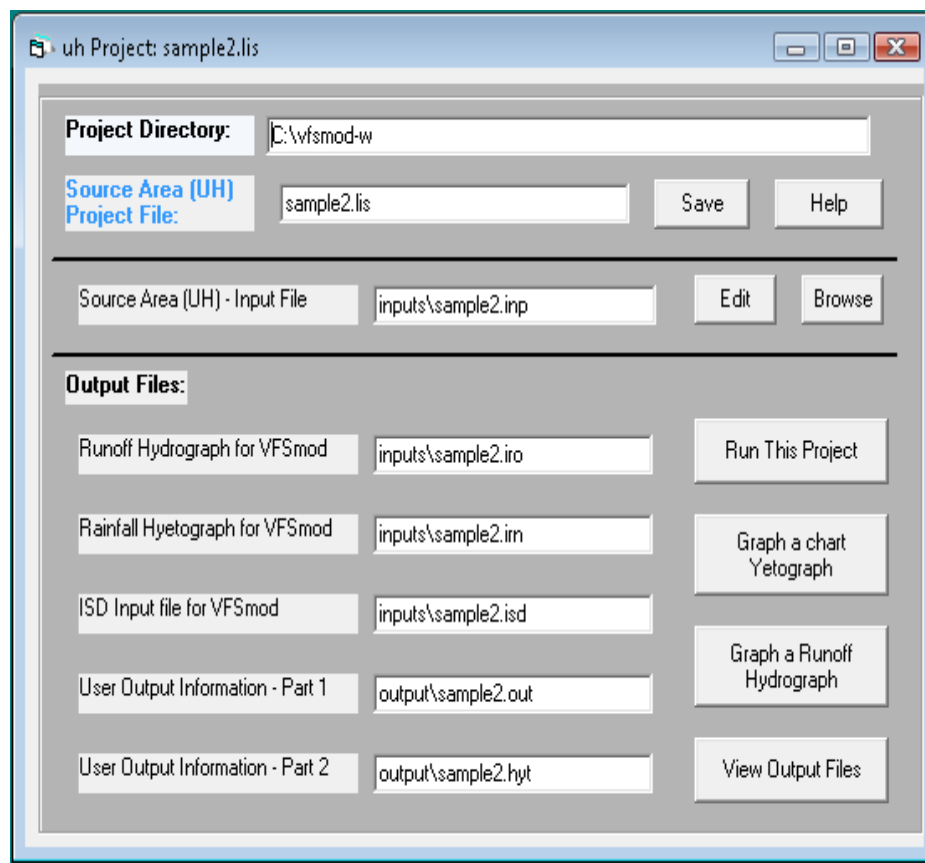 uh Project: sample2.lis
Project Directory:
C:\vfsmod-w
Source Area (UH)
Project File:
sample2.lis
Save
Help
Source Area (UH) - Input File
inputs\sample2.inp
Edit
Browse
Output Files:
Runoff Hydrograph for VFSmod
inputs\sample2.iro
Run This Project
Rainfall Hyetograph for VFSmod
inputs\sample2.irn
Graph a chart
Yetograph
ISD Input file for VFSmod
inputs\sample2.isd
Graph a Runoff
Hydrograph
User Output Information - Part 1
output\sample2.out
User Output Information - Part 2
output\sample2.hyt
View Output Files